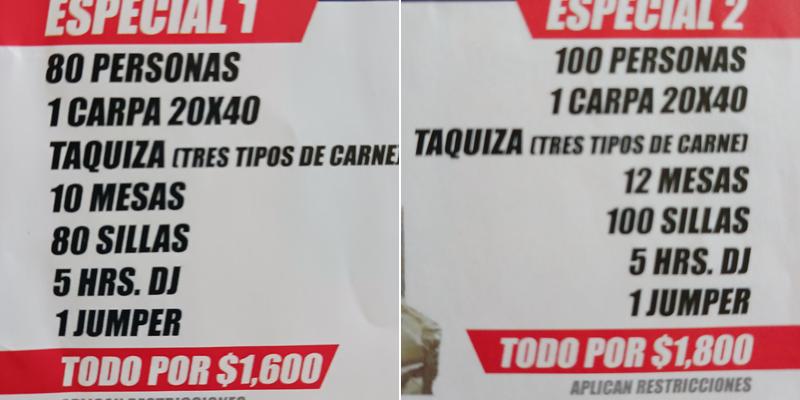 ESPECIAL 1
80 PERSONAS
1 CARPA 20X40
TAQUIZA (TRES TIPOS DE CARNE)
10 MESAS
80 SILLAS
5 HRS. DJ
1 JUMPER
TODO POR $1,600
APLICAN RESTRICCIONES
ESPECIAL 2
100 PERSONAS
1 CARPA 20X40
TAQUIZA (TRES TIPOS DE CARNE)
12 MESAS
100 SILLAS
5 HRS. DJ
1 JUMPER
TODO POR $1,800
APLICAN RESTRICCIONES